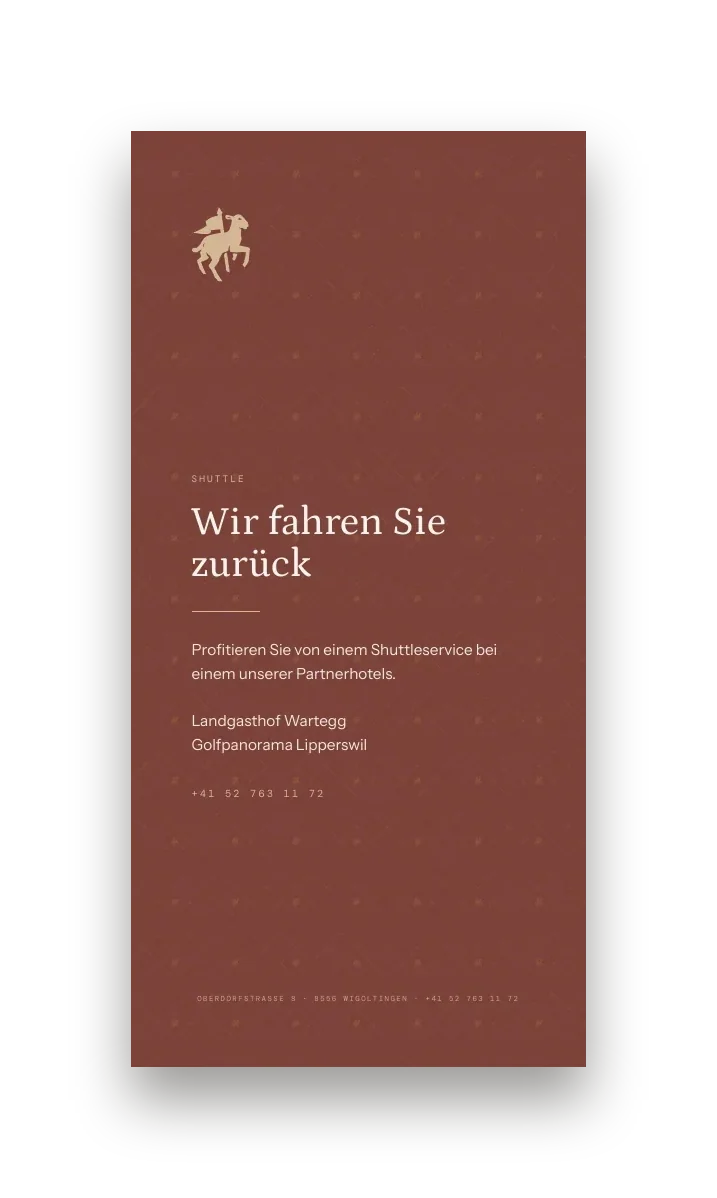 SHUTTLE
Wir fahren Sie
zurück
Profitieren Sie von einem Shuttleservice bei
einem unserer Partnerhotels.
Landgasthof Wartegg
Golfpanorama Lipperswil
+41 52 763 11 72
OBERDORFSTRASSE 8 · 8556 WIGOLTINGEN · +41 52 763 11 72